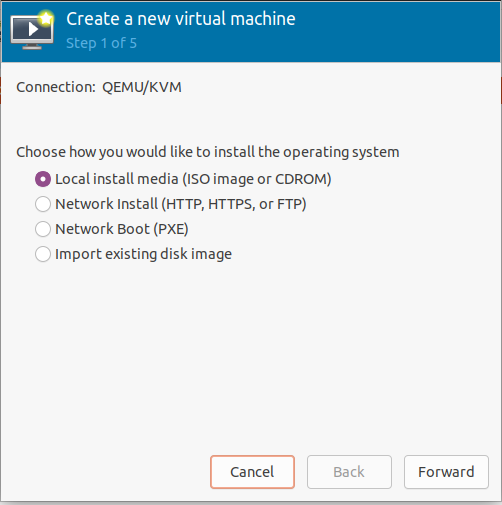 Create a new virtual machine
Step 1 of 5
Connection: QEMU/KVM
Choose how you would like to install the operating system
Local install media (ISO image or CDROM)
Network Install (HTTP, HTTPS, or FTP)
Network Boot (PXE)
Import existing disk image
Cancel Back Forward